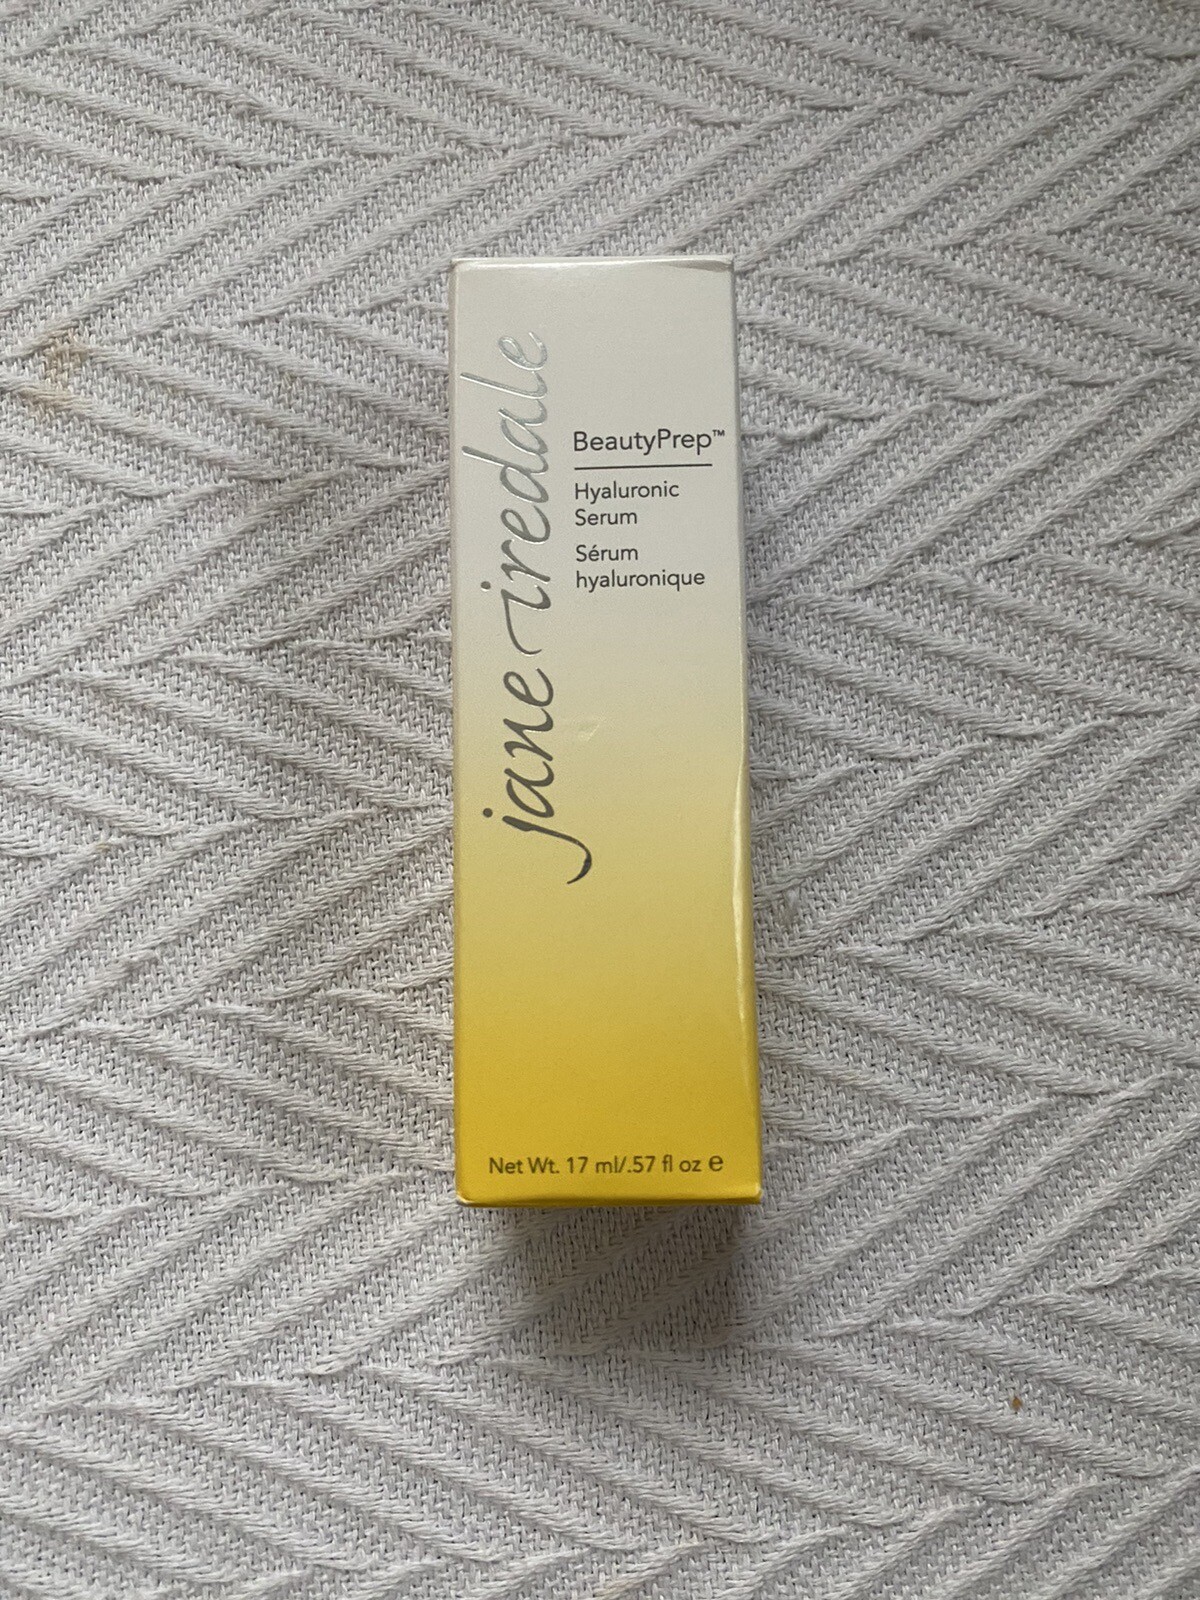 jane iredale
BeautyPrep™
Hyaluronic
Serum
Sérum
hyaluronique
Net Wt. 17 ml/.57 fl oz ℮